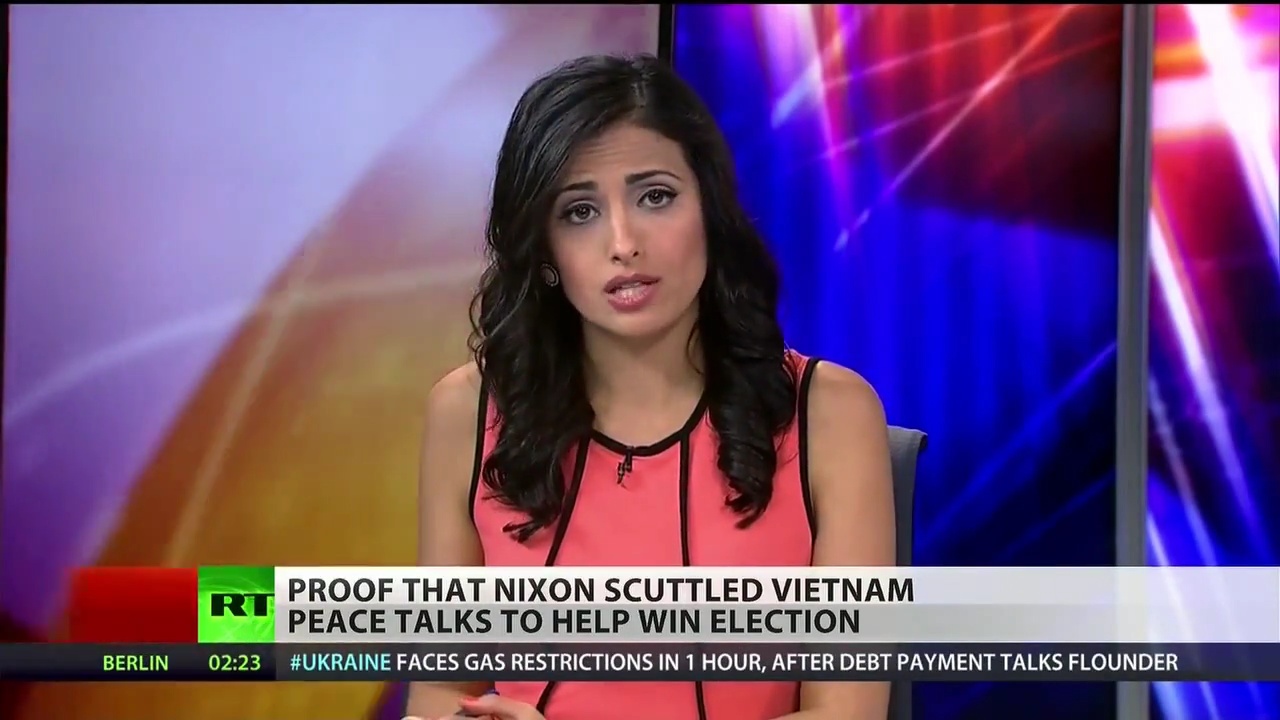 PROOF THAT NIXON SCUTTLED VIETNAM
RT
PEACE TALKS TO HELP WIN ELECTION
BERLIN 02:23 #UKRAINE FACES GAS RESTRICTIONS IN 1 HOUR, AFTER DEBT PAYMENT TALKS FLOUNDER